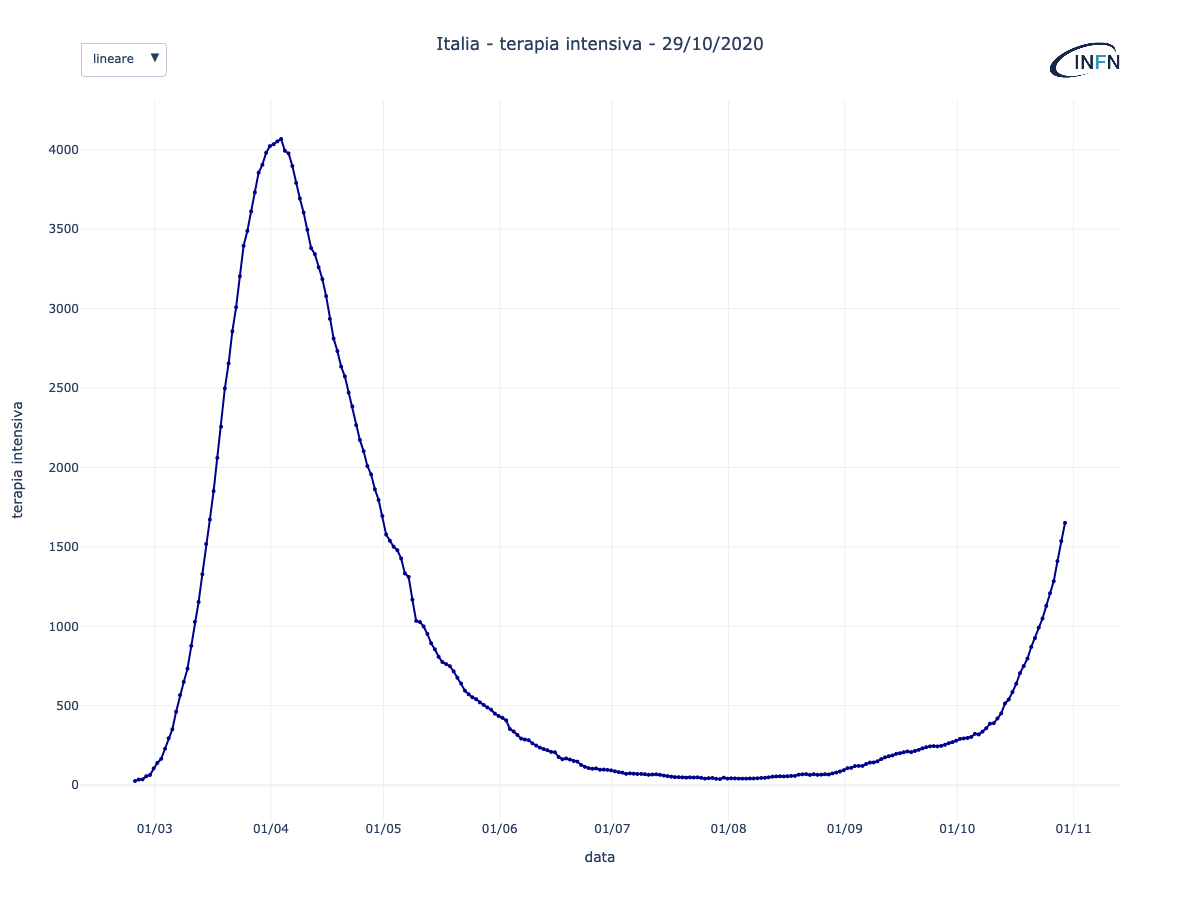 Italia - terapia intensiva - 29/10/2020
lineare ▼
INFN
4000
3500
3000
2500
2000
1500
1000
500
0
terapia intensiva
01/03 01/04 01/05 01/06 01/07 01/08 01/09 01/10 01/11
data